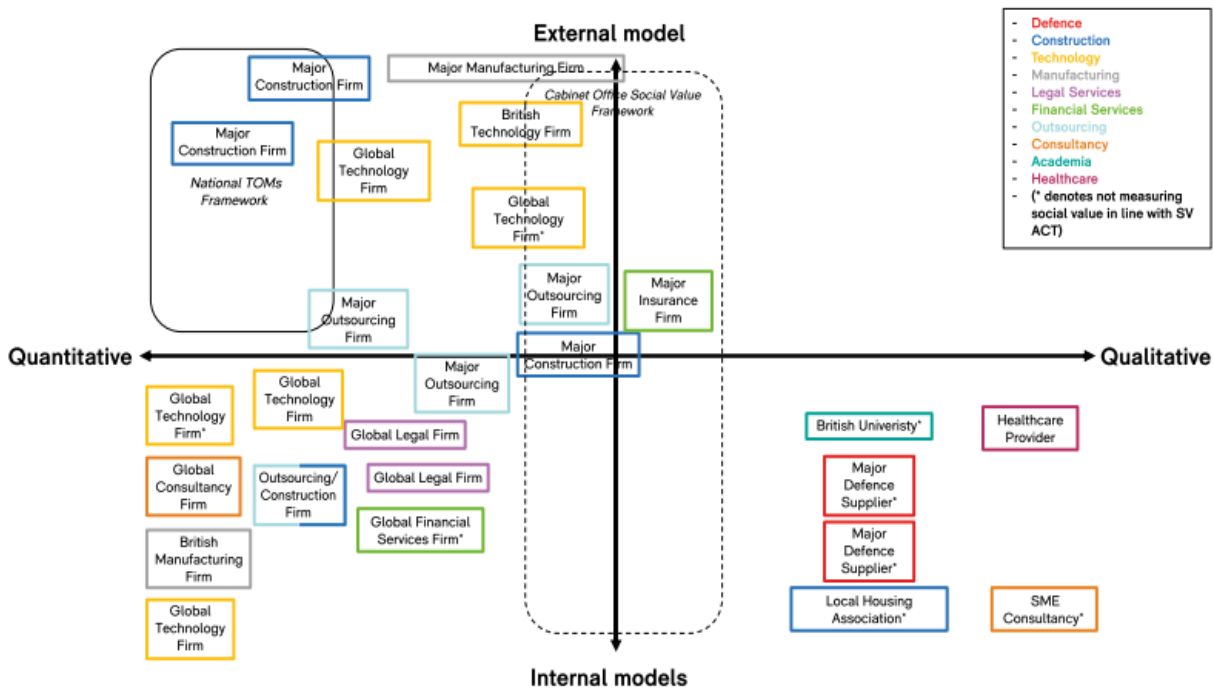 External model
Major
Construction Firm
Major Manufacturing Firm
Cabinet Office Social Value
Framework
British
Technology Firm
Major
Construction Firm
Global
Technology
Firm
National TOMs
Framework
Global
Technology
Firm*
Major
Outsourcing
Firm
Major
Insurance
Firm
Major
Outsourcing
Firm
Major
Construction Firm
Quantitative
Qualitative
Major
Outsourcing
Firm
Global
Technology
Firm
Global
Technology
Firm*
Global Legal Firm
Global
Consultancy
Firm
Outsourcing/
Construction
Firm
Global Legal Firm
Global Financial
Services Firm*
British
Manufacturing
Firm
Global
Technology
Firm
British Univeristy*
Healthcare
Provider
Major
Defence
Supplier*
Major
Defence
Supplier*
Local Housing
Association*
SME
Consultancy*
Internal models
- Defence
- Construction
- Technology
- Manufacturing
- Legal Services
- Financial Services
- Outsourcing
- Consultancy
- Academia
- Healthcare
- (* denotes not measuring
social value in line with SV
ACT)